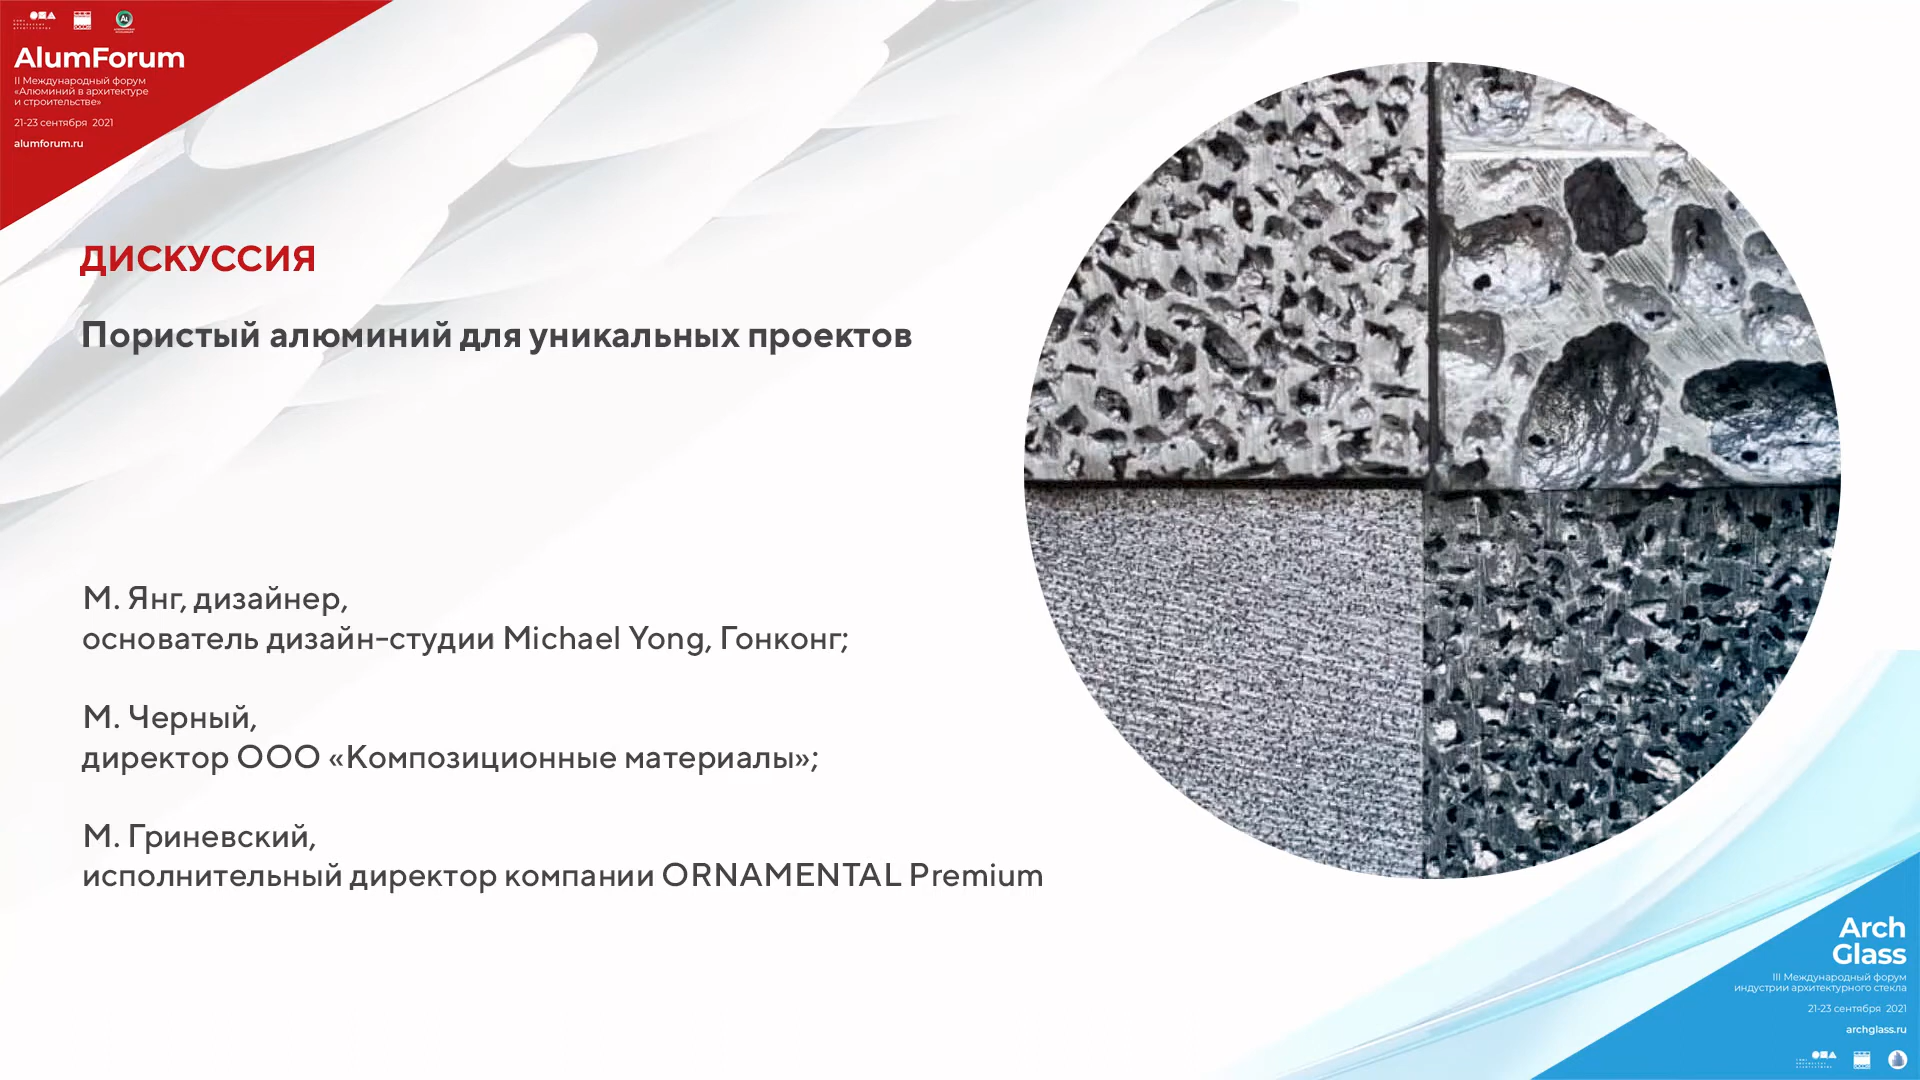 AlumForum
II Международный форум
«Алюминий в архитектуре
и строительстве»
21-23 сентября 2021
alumforum.ru
ДИСКУССИЯ
Пористый алюминий для уникальных проектов
М. Янг, дизайнер,
основатель дизайн-студии Michael Yong, Гонконг;
М. Черный,
директор ООО «Композиционные материалы»;
М. Гриневский,
исполнительный директор компании ORNAMENTAL Premium
Arch
Glass
III Международный форум
индустрии архитектурного стекла
21-23 сентября 2021
archglass.ru